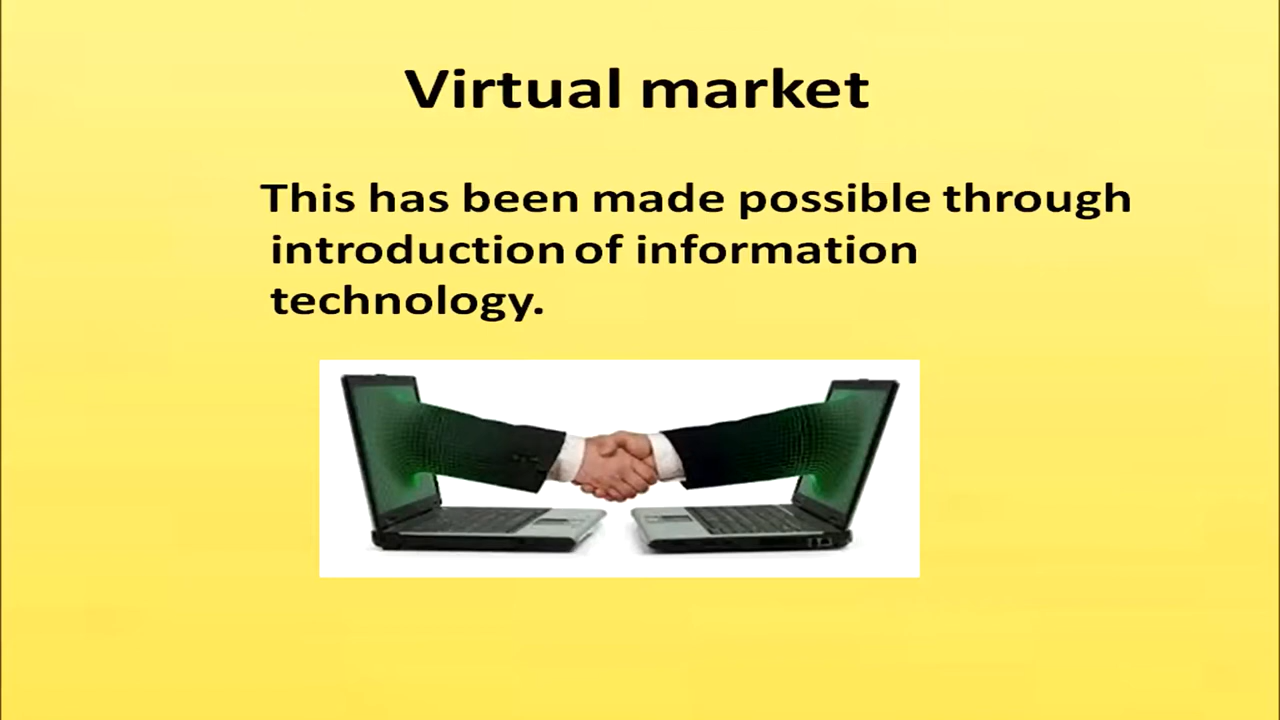 Virtual market
This has been made possible through
introduction of information
technology.